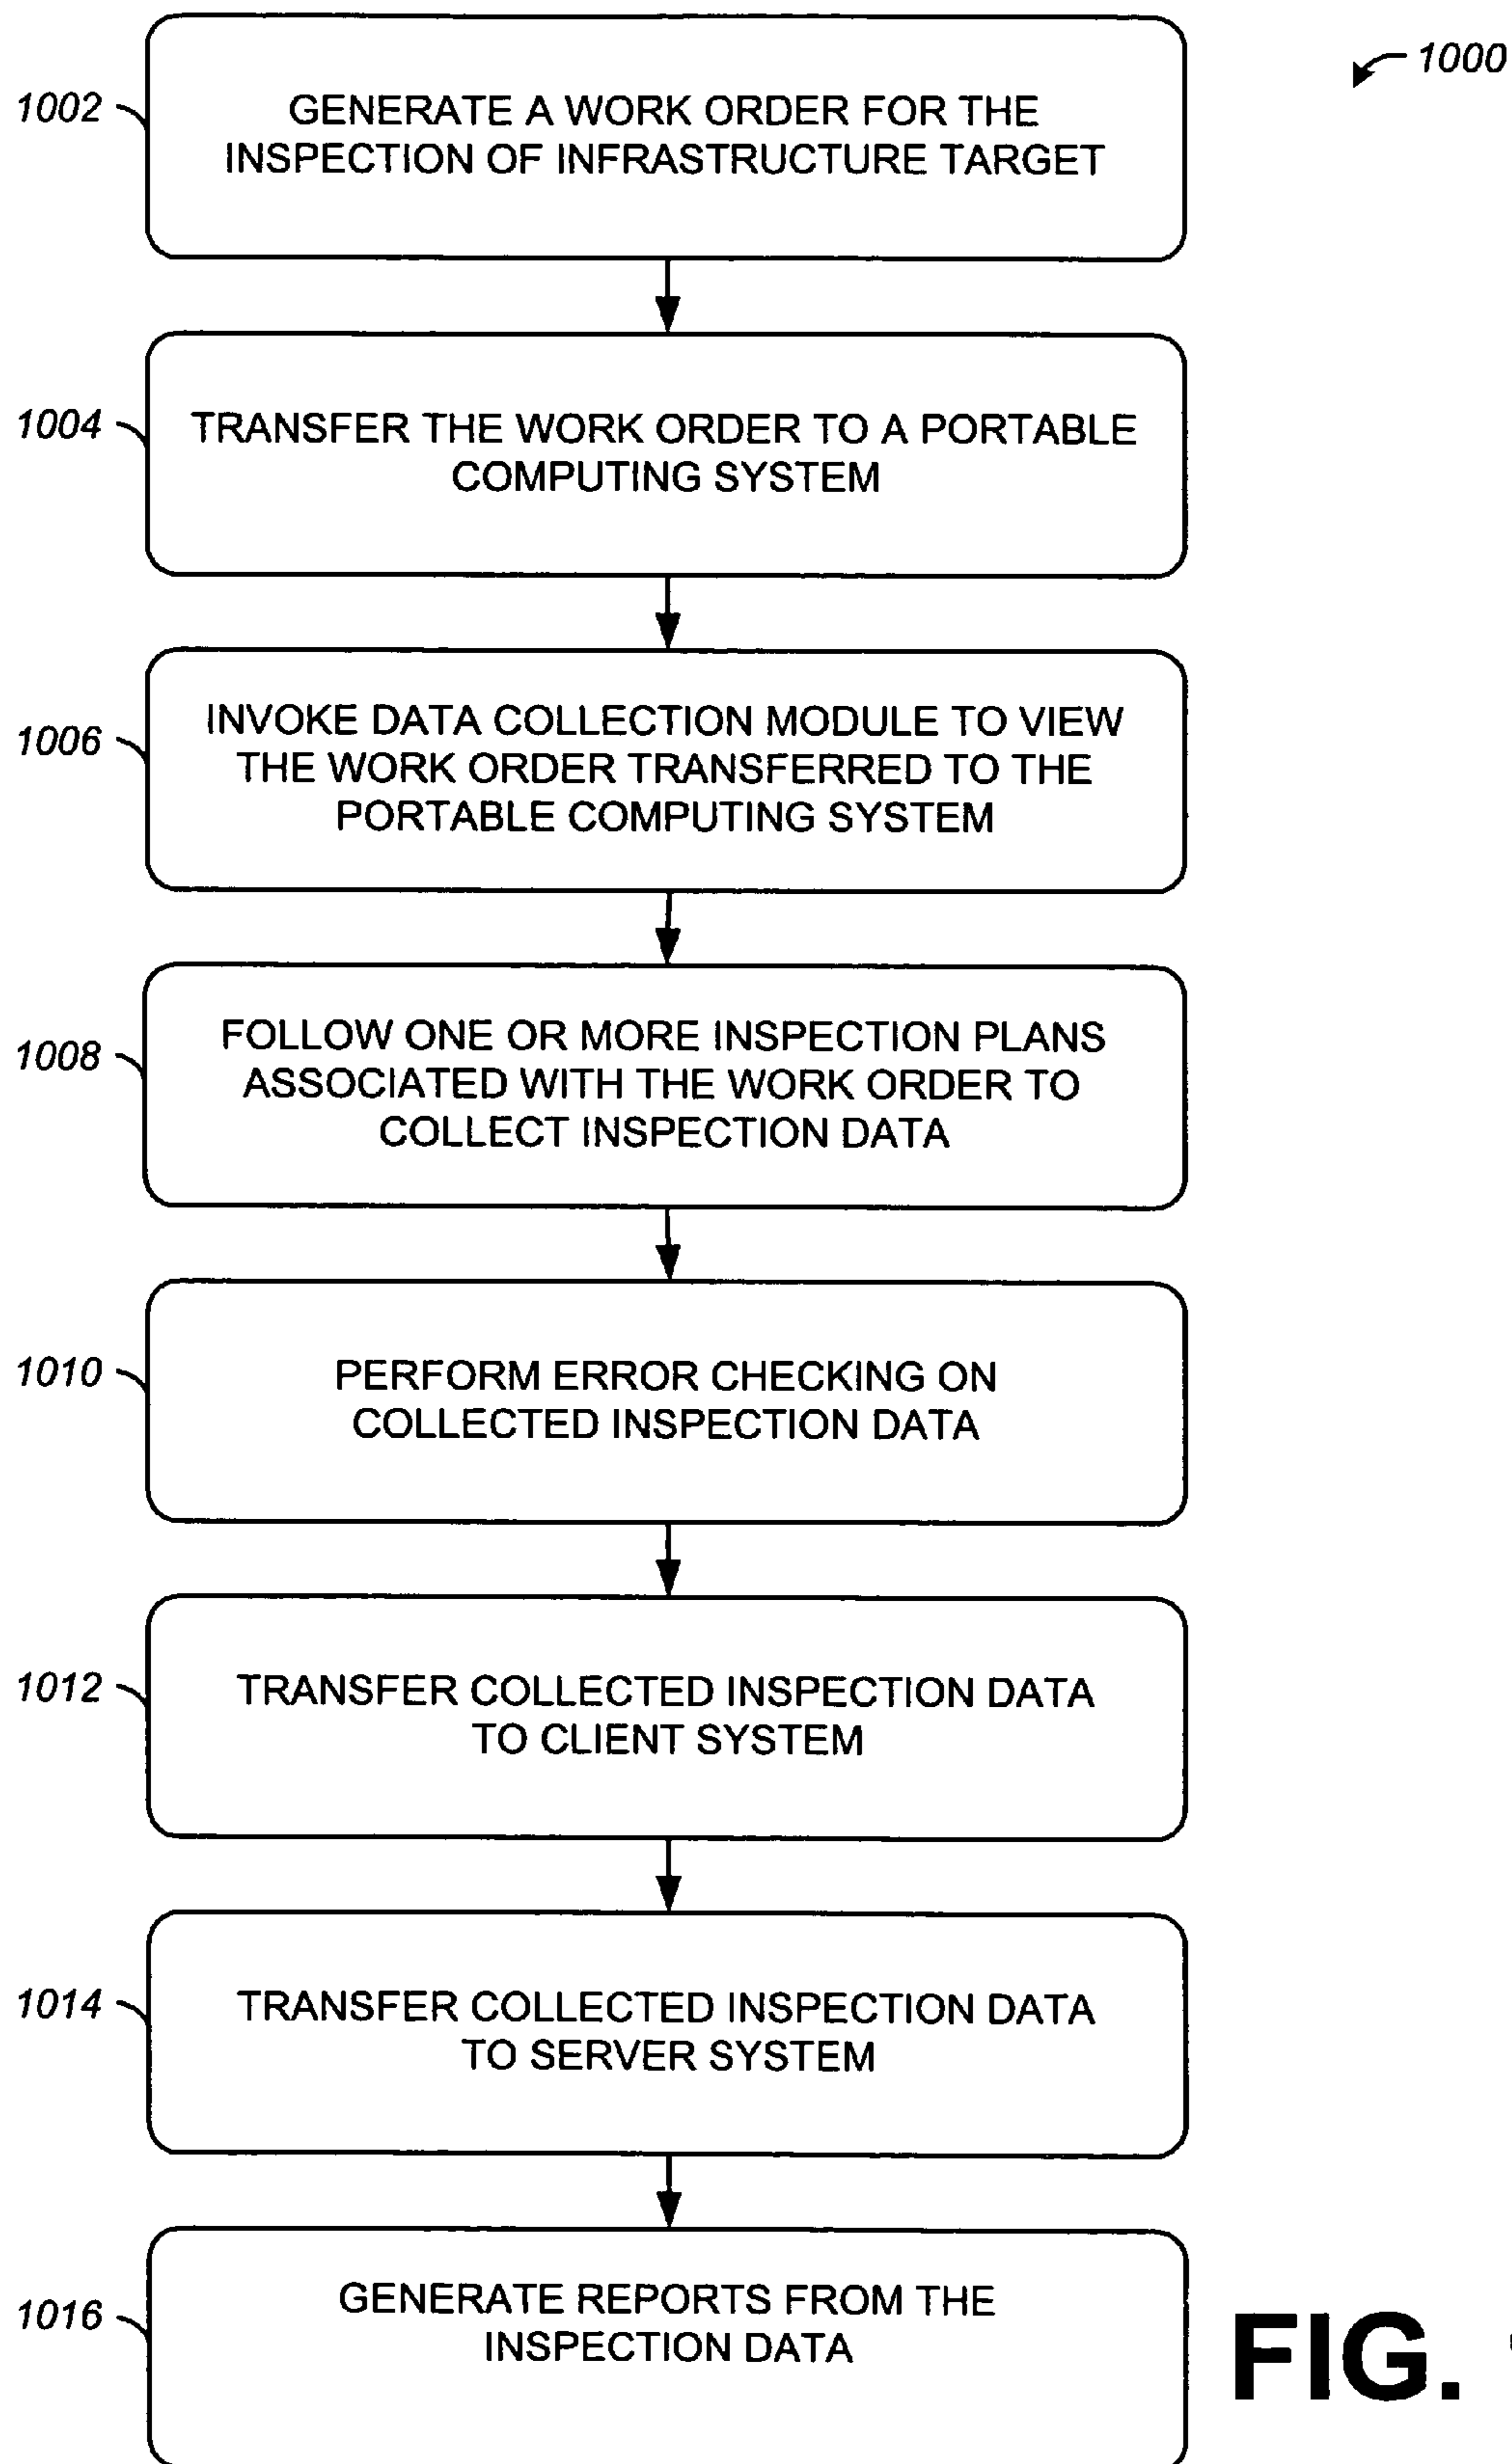 1000
1002
GENERATE A WORK ORDER FOR THE
INSPECTION OF INFRASTRUCTURE TARGET
1004
TRANSFER THE WORK ORDER TO A PORTABLE
COMPUTING SYSTEM
1006
INVOKE DATA COLLECTION MODULE TO VIEW
THE WORK ORDER TRANSFERRED TO THE
PORTABLE COMPUTING SYSTEM
1008
FOLLOW ONE OR MORE INSPECTION PLANS
ASSOCIATED WITH THE WORK ORDER TO
COLLECT INSPECTION DATA
1010
PERFORM ERROR CHECKING ON
COLLECTED INSPECTION DATA
1012
TRANSFER COLLECTED INSPECTION DATA
TO CLIENT SYSTEM
1014
TRANSFER COLLECTED INSPECTION DATA
TO SERVER SYSTEM
1016
GENERATE REPORTS FROM THE
INSPECTION DATA
FIG.